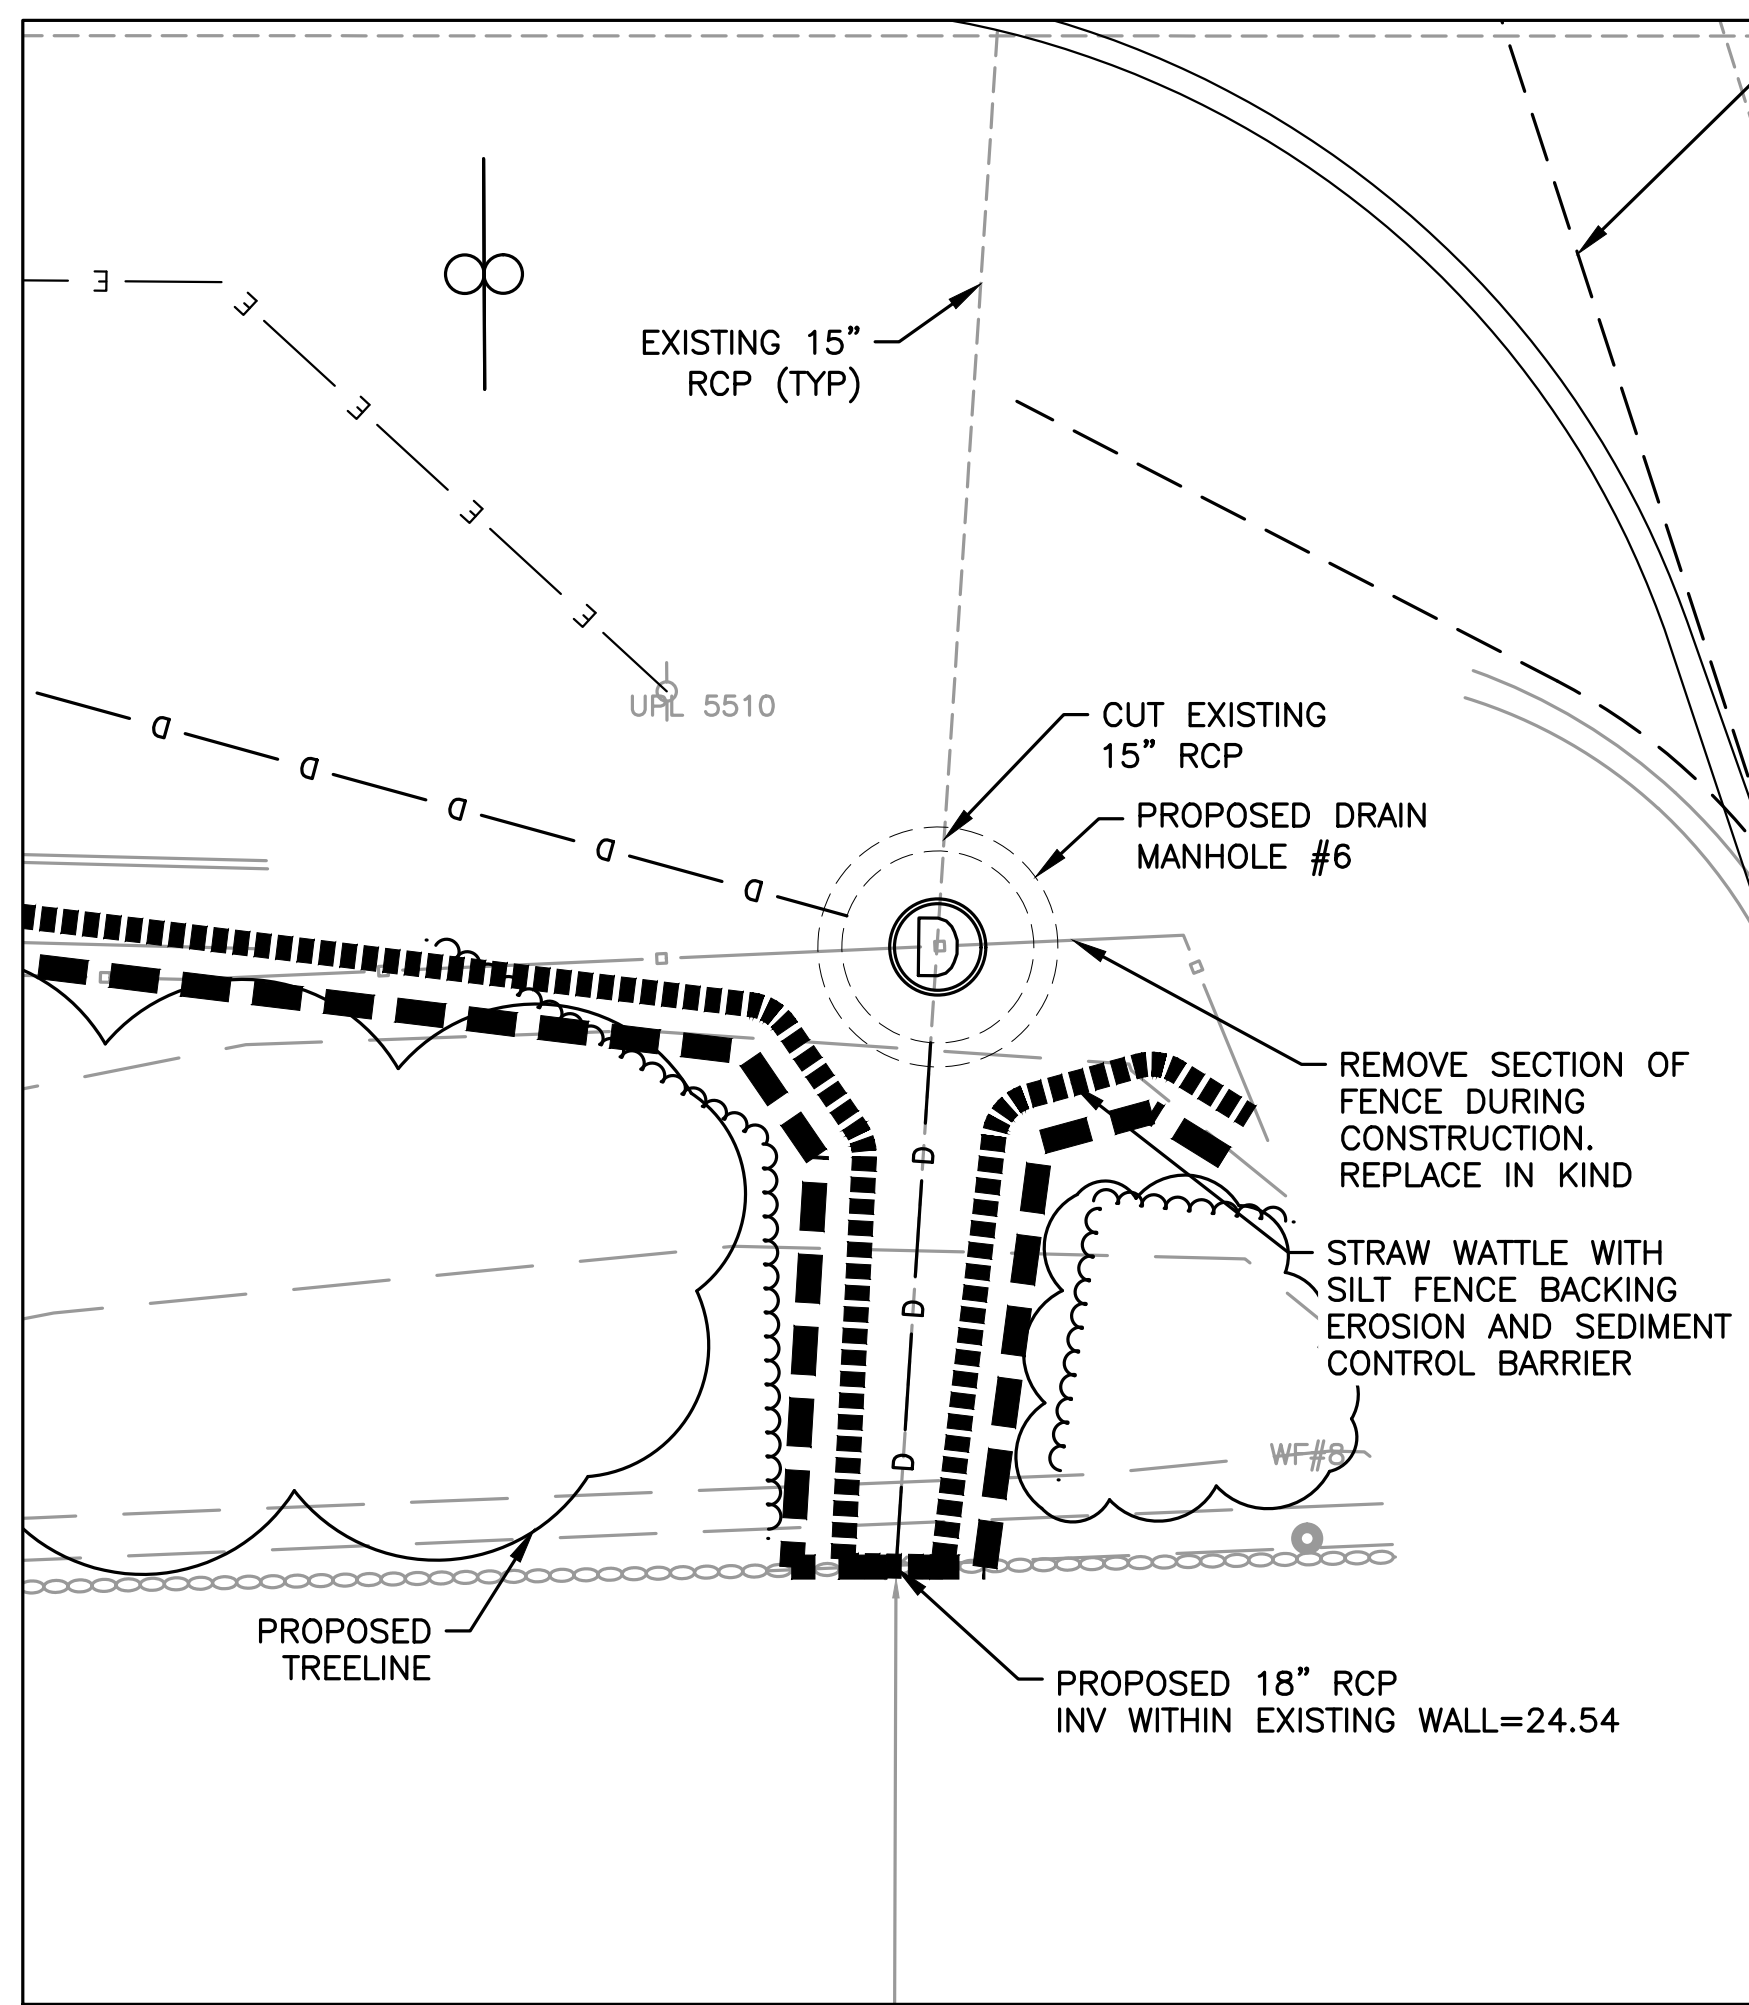 E
E
EXISTING 15”
RCP (TYP)
E
E
E
UPL 5510
CUT EXISTING
15” RCP
D
D
D
D
D
PROPOSED DRAIN
MANHOLE #6
D
REMOVE SECTION OF
FENCE DURING
CONSTRUCTION.
REPLACE IN KIND
D
STRAW WATTLE WITH
SILT FENCE BACKING
EROSION AND SEDIMENT
CONTROL BARRIER
D
D
WF#8
PROPOSED
TREELINE
PROPOSED 18” RCP
INV WITHIN EXISTING WALL=24.54